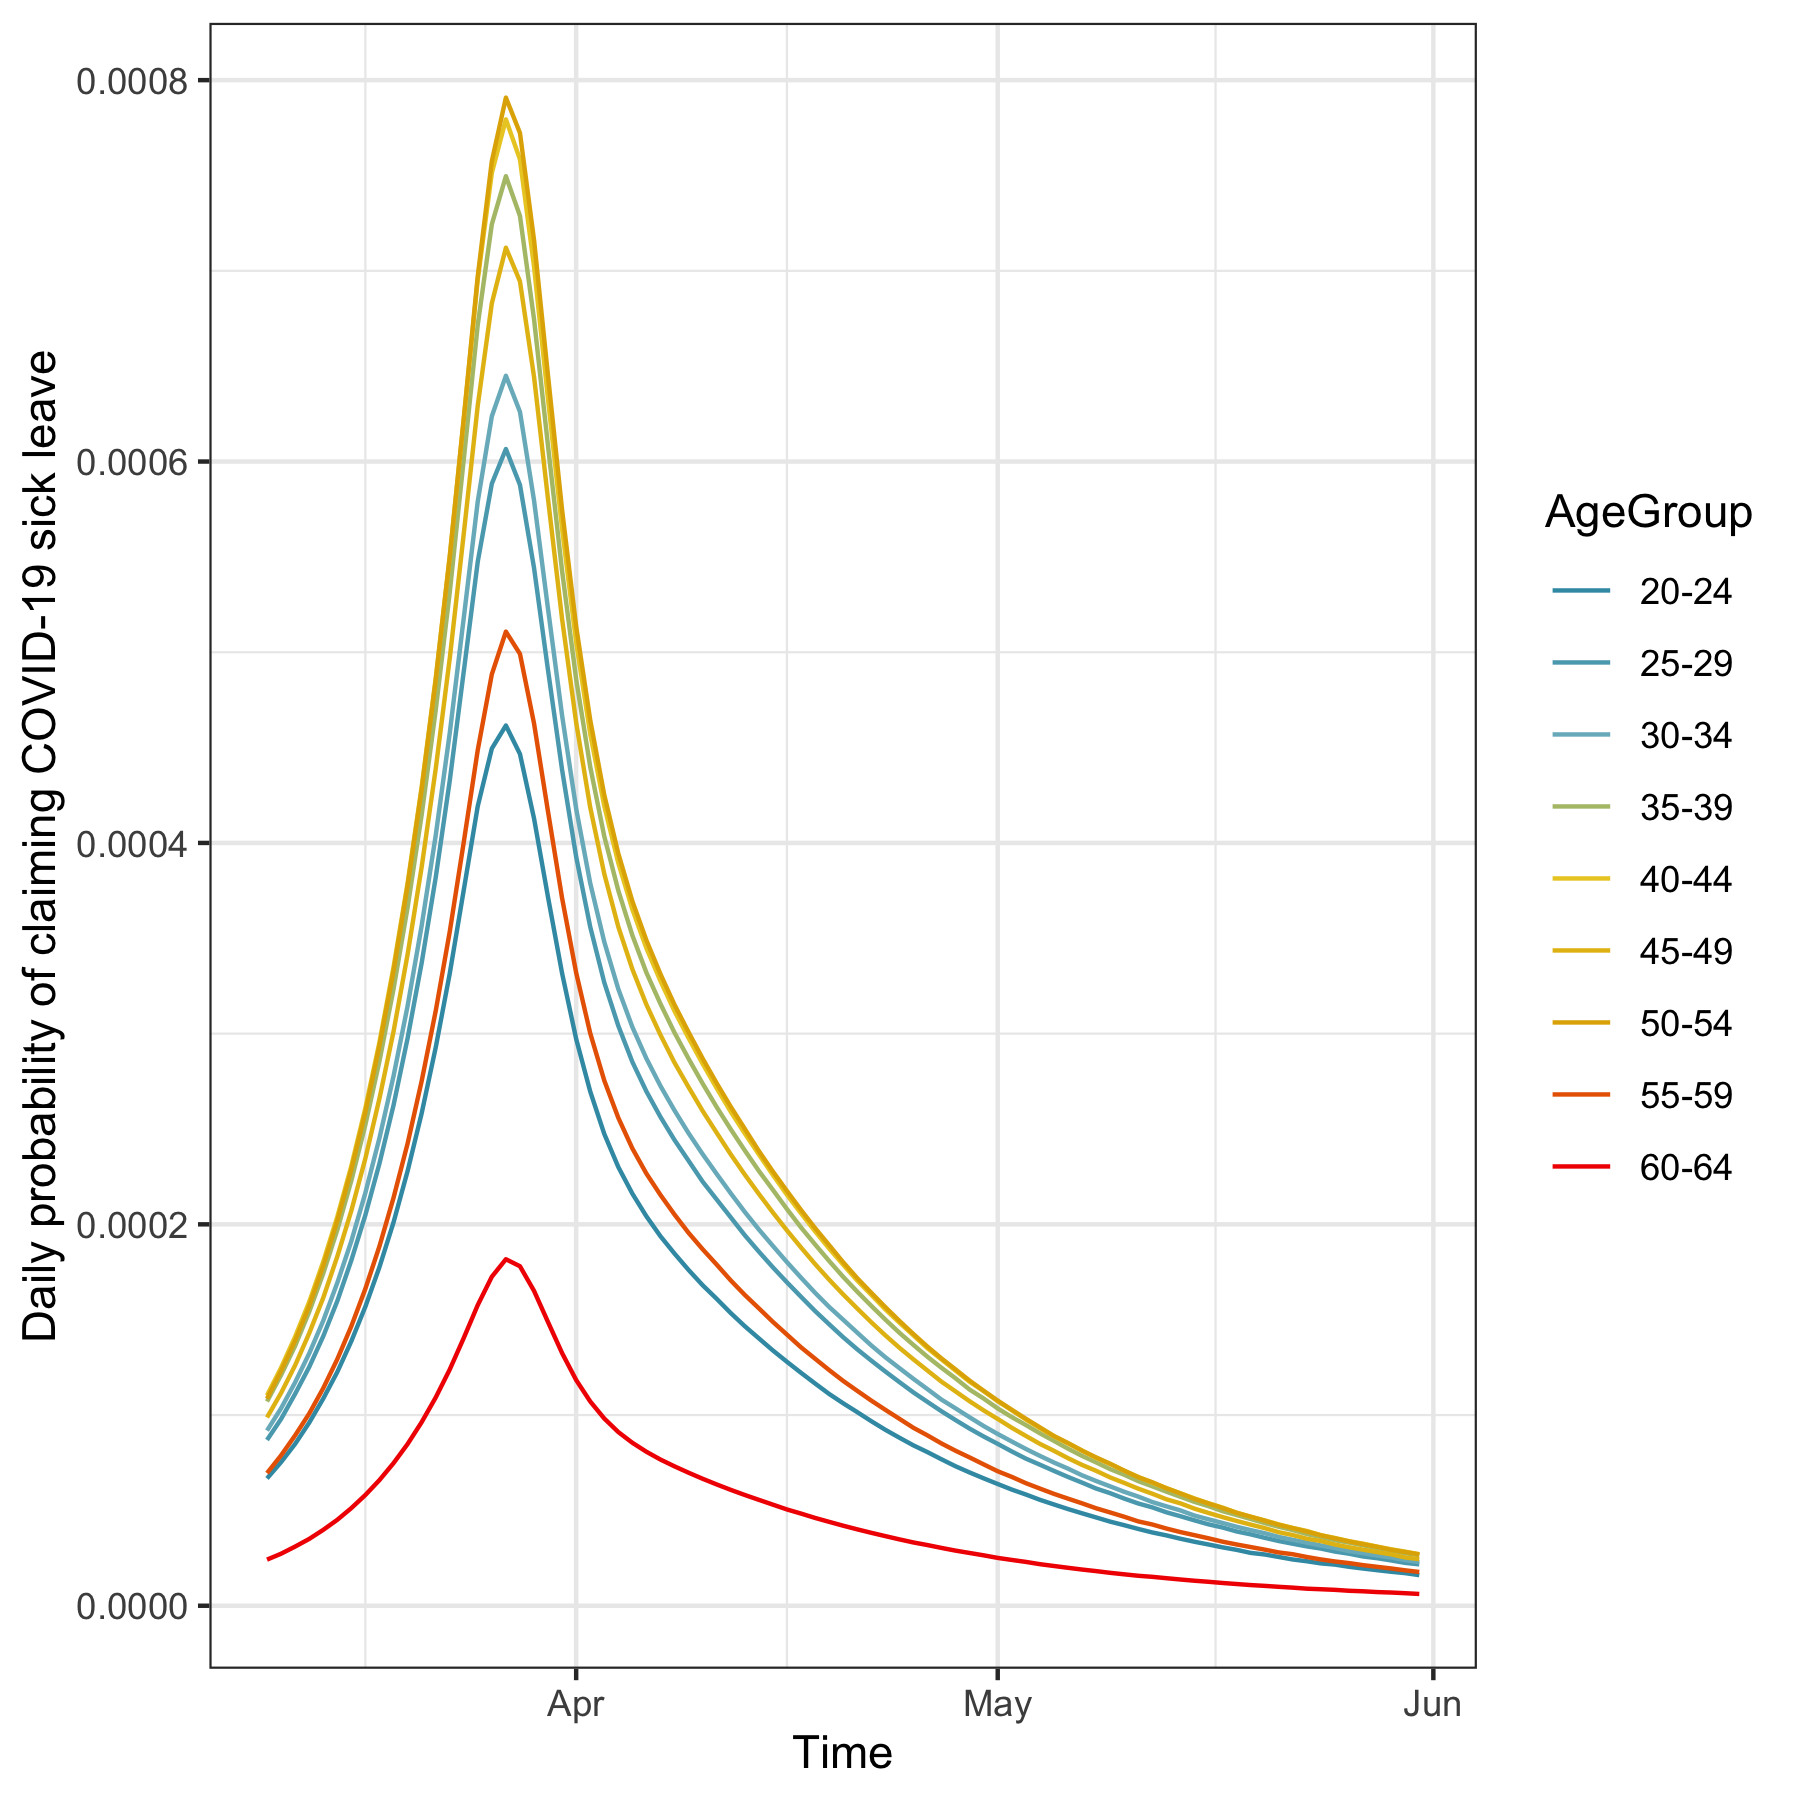 Daily probability of claiming COVID-19 sick leave
0.0008
0.0006
0.0004
0.0002
0.0000
Apr
May
Jun
Time
AgeGroup
20-24
25-29
30-34
35-39
40-44
45-49
50-54
55-59
60-64